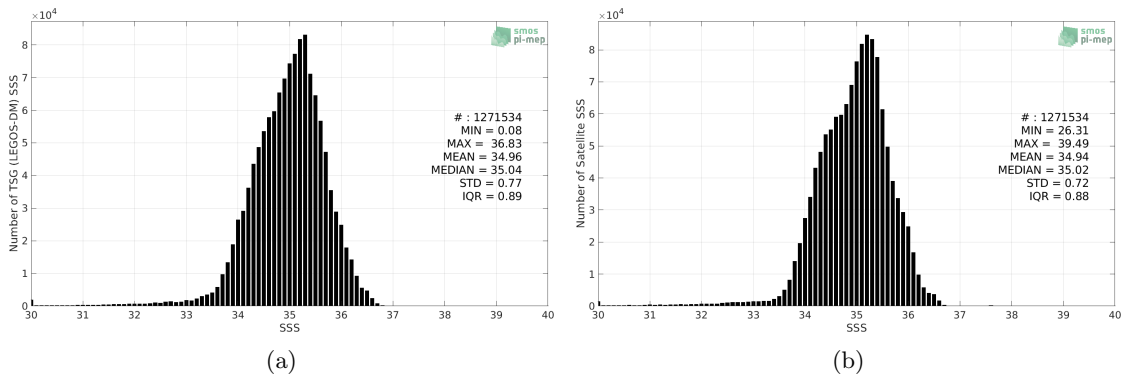 ×10⁴
8
7
6
5
4
3
2
1
0
Number of TSG (LEGOS-DM) SSS
30 31 32 33 34 35 36 37 38 39 40
SSS
smos
pi-mep
# : 1271534
MIN = 0.08
MAX = 36.83
MEAN = 34.96
MEDIAN = 35.04
STD = 0.77
IQR = 0.89
(a)
×10⁴
8
7
6
5
4
3
2
1
0
Number of Satellite SSS
30 31 32 33 34 35 36 37 38 39 40
SSS
smos
pi-mep
# : 1271534
MIN = 26.31
MAX = 39.49
MEAN = 34.94
MEDIAN = 35.02
STD = 0.72
IQR = 0.88
(b)